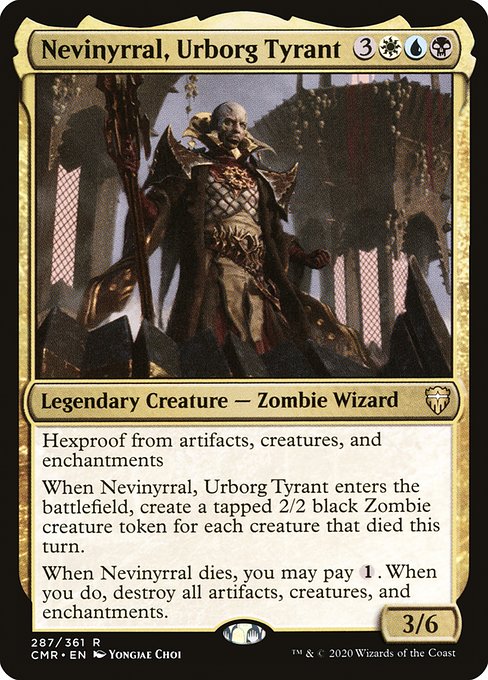 Nevinyrral, Urborg Tyrant 3
Legendary Creature — Zombie Wizard
Hexproof from artifacts, creatures, and
enchantments
When Nevinyrral, Urborg Tyrant enters the
battlefield, create a tapped 2/2 black Zombie
creature token for each creature that died this
turn.
When Nevinyrral dies, you may pay 1. When
you do, destroy all artifacts, creatures, and
enchantments.
3/6
287/361 R
CMR • EN Yongjae Choi
™ & © 2020 Wizards of the Coast